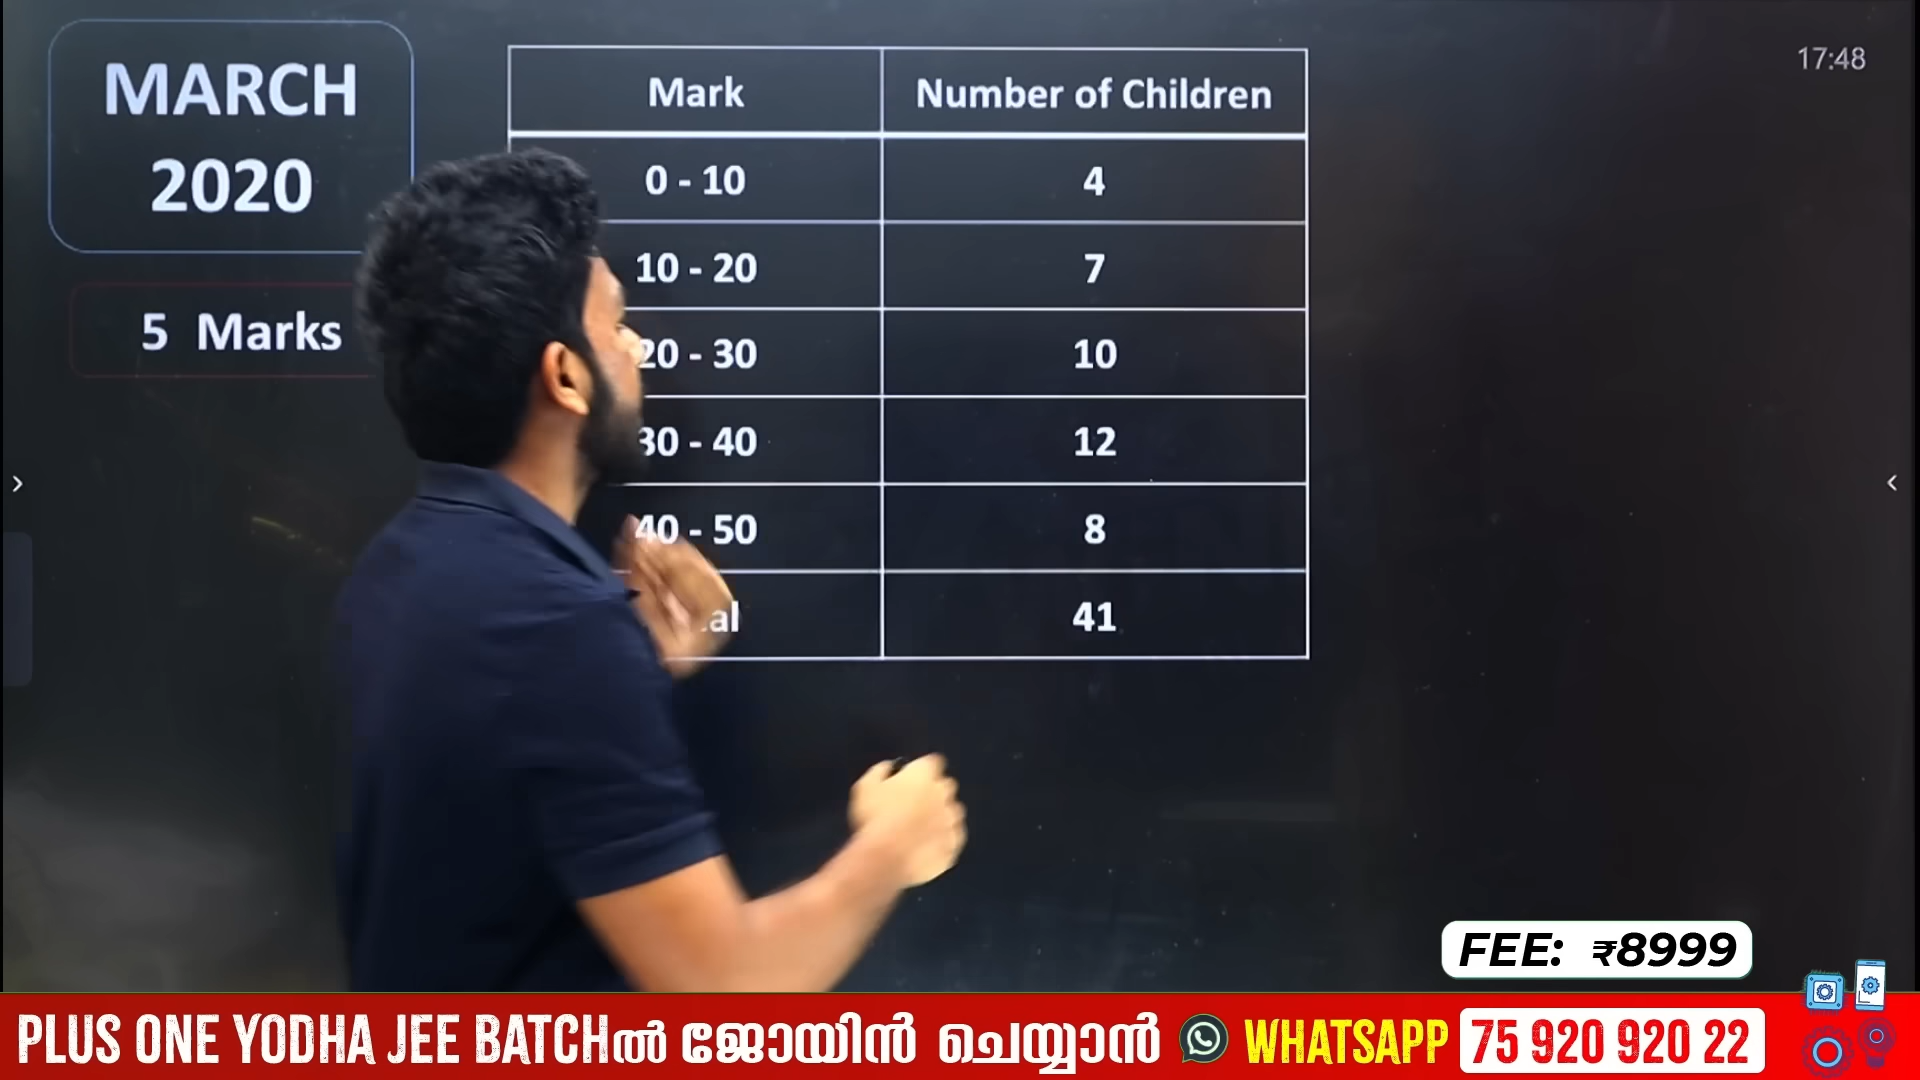 MARCH
2020
5 Marks
Mark Number of Children
0 - 10 4
10 - 20 7
20 - 30 10
30 - 40 12
40 - 50 8
41
17:48
FEE: ₹8999
PLUS ONE YODHA JEE BATCHൽ ജോയിൻ ചെയ്യാൻ WHATSAPP 75 920 920 22